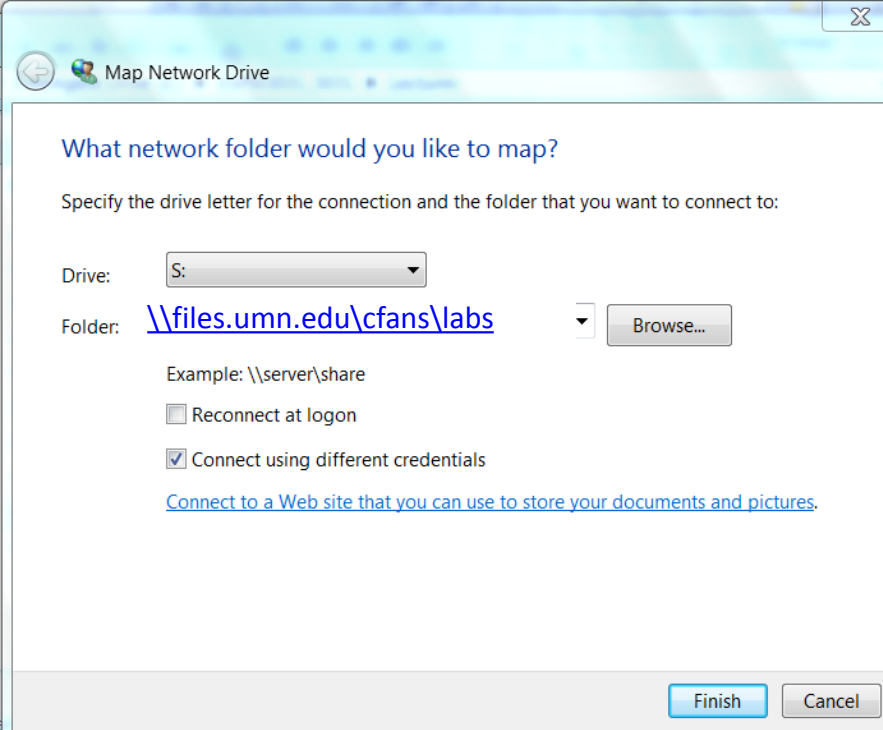 Map Network Drive
What network folder would you like to map?
Specify the drive letter for the connection and the folder that you want to connect to:
Drive: S:
Folder: \\files.umn.edu\cfans\labs Browse...
Example: \\server\share
Reconnect at logon
Connect using different credentials
Connect to a Web site that you can use to store your documents and pictures.
Finish Cancel